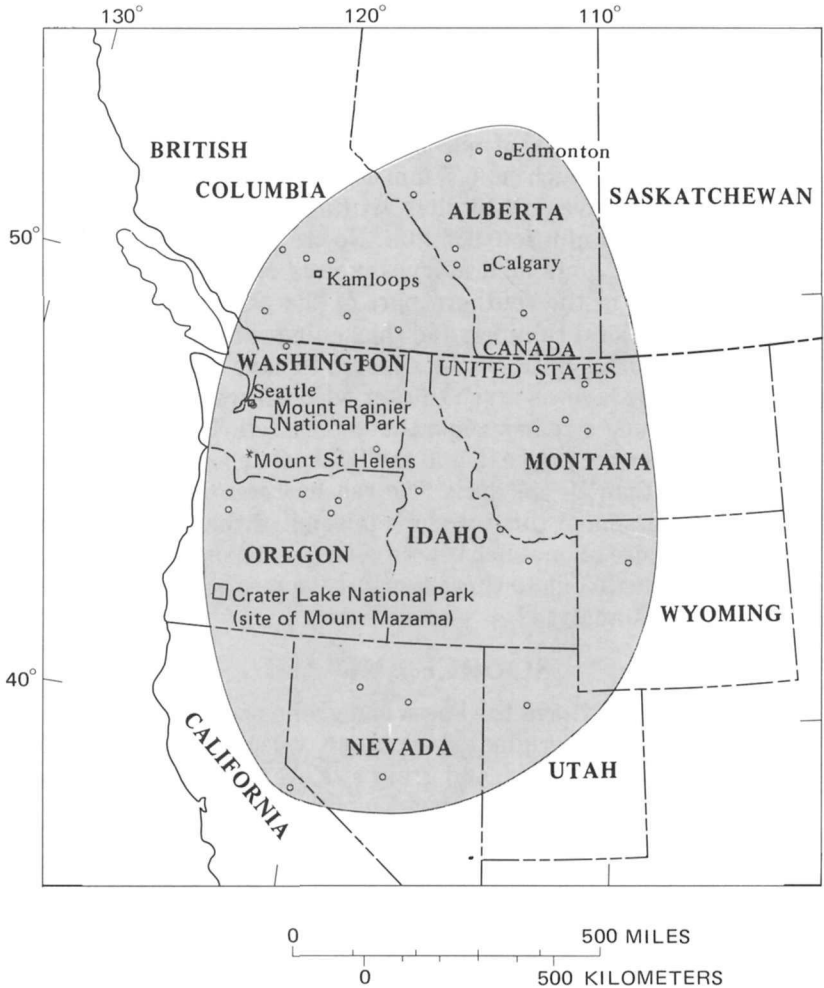 130°
120°
110°
BRITISH
COLUMBIA
Edmonton
ALBERTA
SASKATCHEWAN
50°
Calgary
Kamloops
CANADA
WASHINGTON
UNITED STATES
Seattle
Mount Rainier
National Park
Mount St Helens
MONTANA
IDAHO
OREGON
Crater Lake National Park
(site of Mount Mazama)
WYOMING
40°
CALIFORNIA
NEVADA
UTAH
0 500 MILES
0 500 KILOMETERS